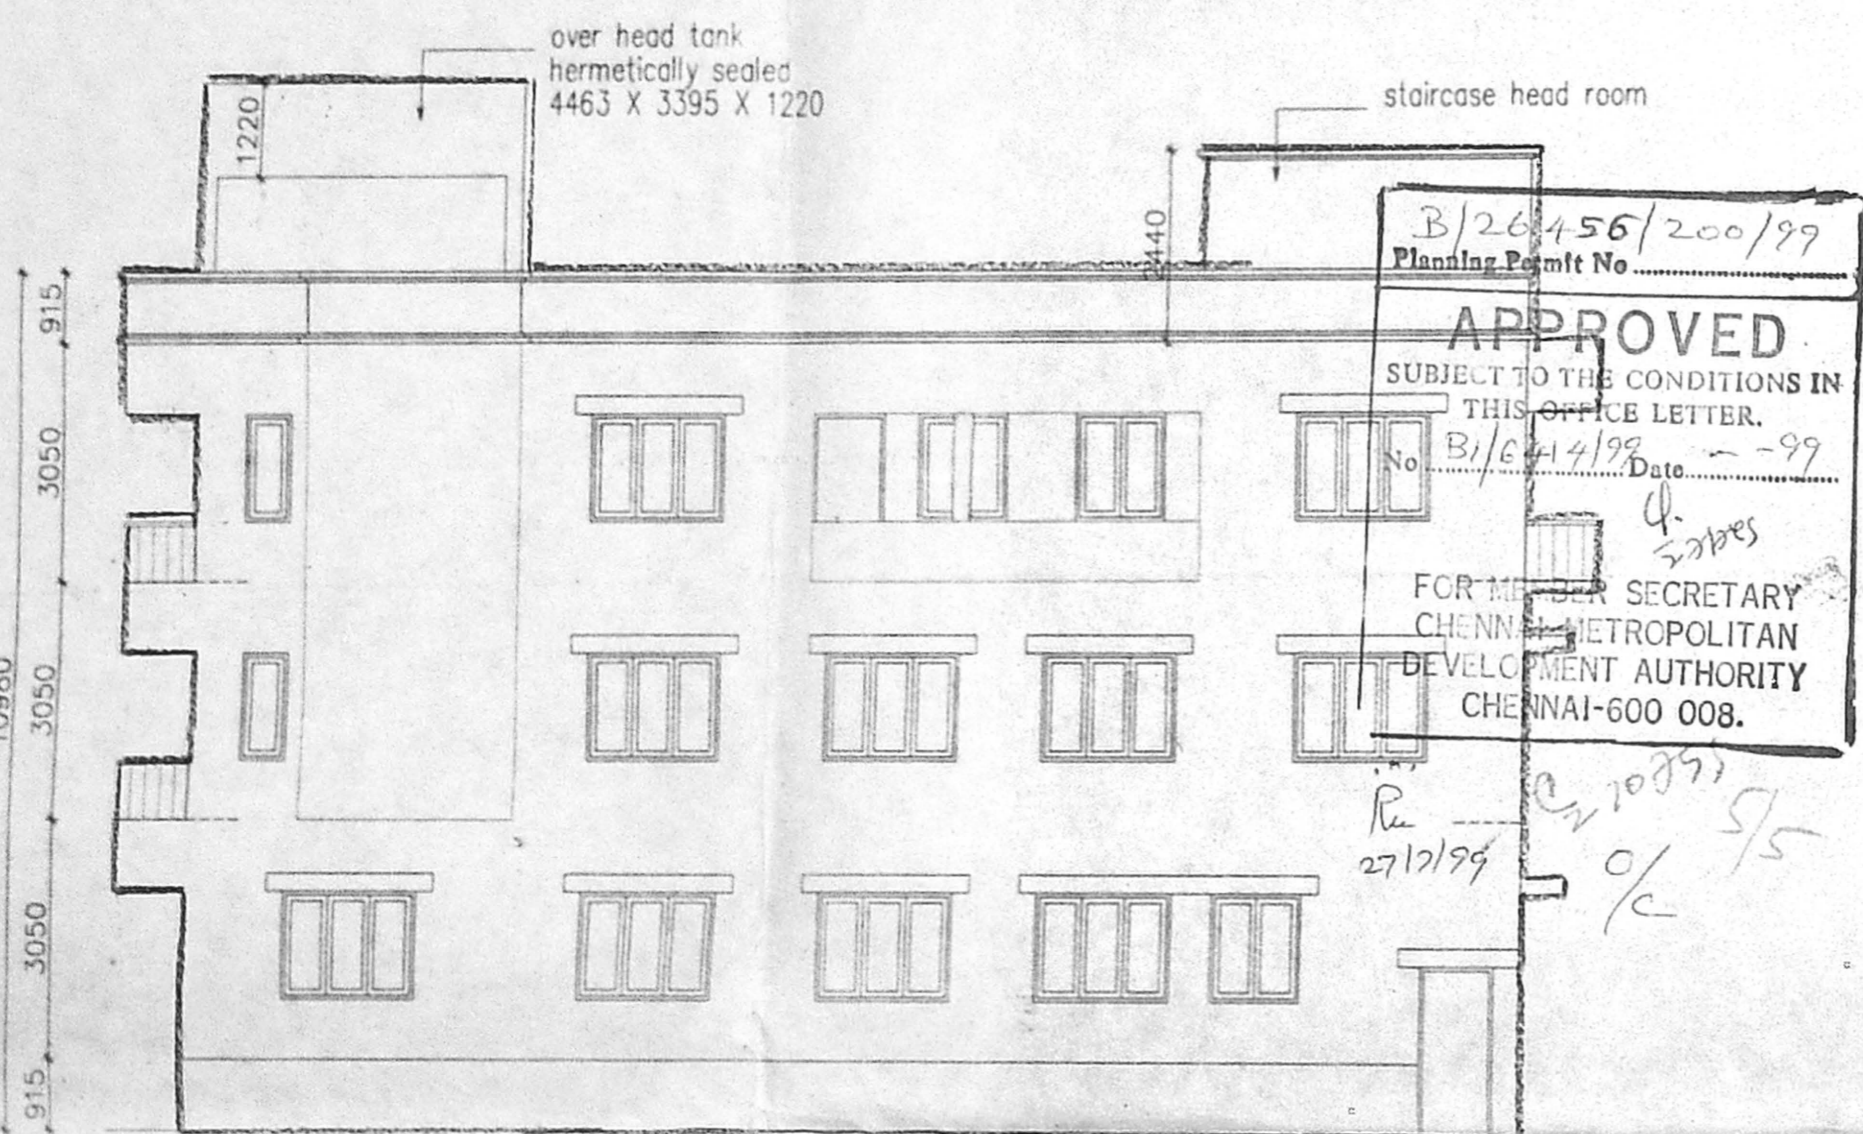 over head tank
hermetically sealed
4463 X 3395 X 1220
1220
staircase head room
2440
B/26456/200/99
Planning Permit No
APPROVED
SUBJECT TO THE CONDITIONS IN
THIS OFFICE LETTER.
No B1/6414/99 Date - -99
FOR MEMBER SECRETARY
CHENNAI METROPOLITAN
DEVELOPMENT AUTHORITY
CHENNAI-600 008.
27/7/99
5/5
O/C
915
3050
3050
3050
915
10980